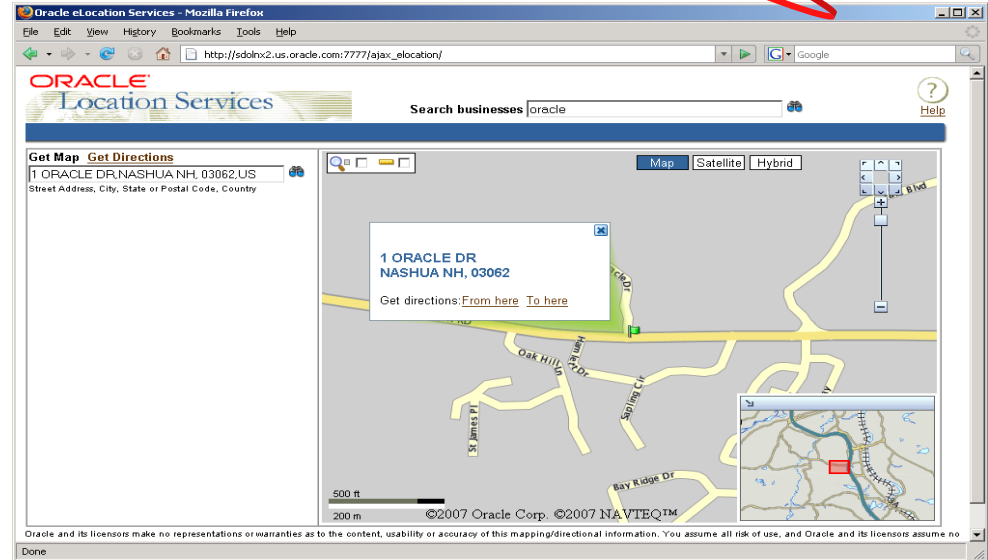 Oracle eLocation Services - Mozilla Firefox
File Edit View History Bookmarks Tools Help
http://sdolnx2.us.oracle.com:7777/ajax_elocation/
G Google
ORACLE
Location Services
Search businesses oracle
? Help
Get Map Get Directions
1 ORACLE DR,NASHUA NH, 03062,US
Street Address, City, State or Postal Code, Country
Map Satellite Hybrid
Blvd
1 ORACLE DR
NASHUA NH, 03062
Get directions: From here To here
cle Dr
RD
Oak Hill Ln
Hamlet Dr
Sapling Cir
St James Pl
Bay Ridge Dr
500 ft
200 m
©2007 Oracle Corp. ©2007 NAVTEQ™
Oracle and its licensors make no representations or warranties as to the content, usability or accuracy of this mapping/directional information. You assume all risk of use, and Oracle and its licensors assume no
Done